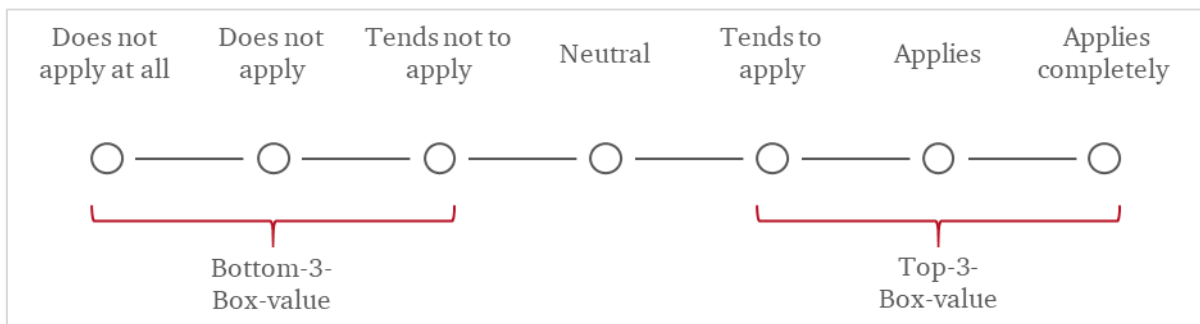 Does not
apply at all
Does not
apply
Tends not to
apply
Neutral
Tends to
apply
Applies
Applies
completely
Bottom-3-
Box-value
Top-3-
Box-value